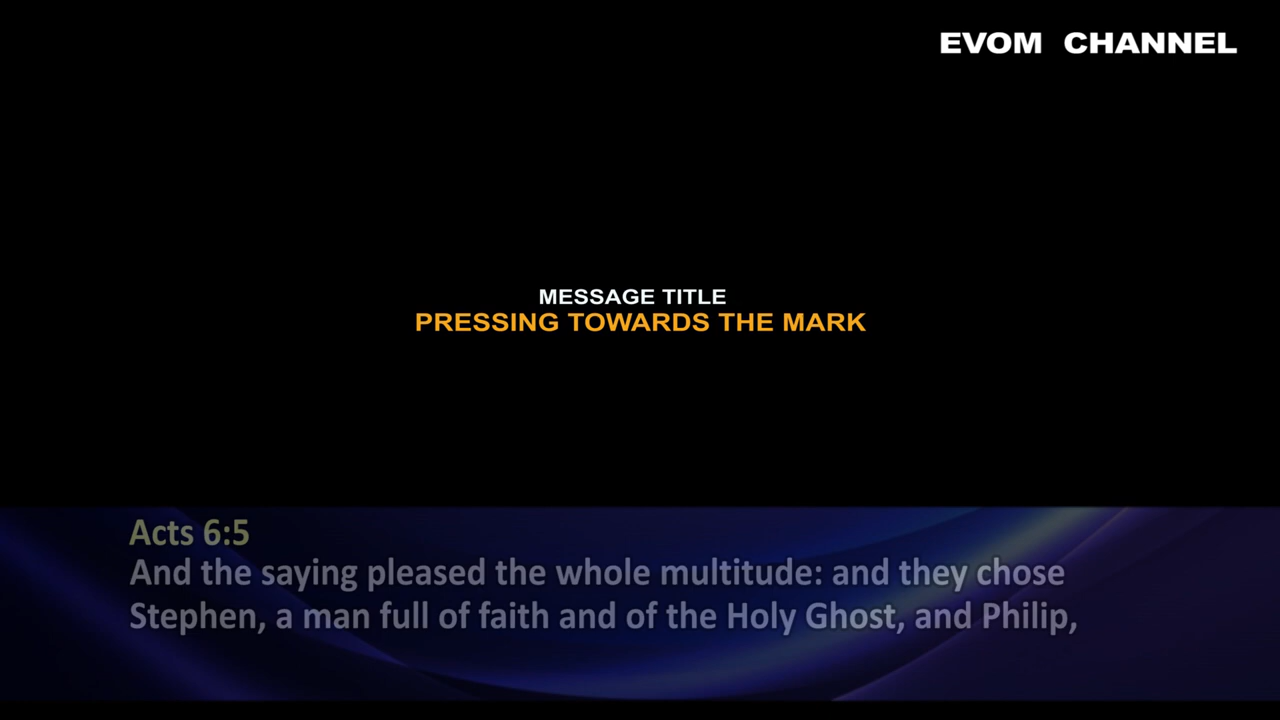 EVOM CHANNEL
MESSAGE TITLE
PRESSING TOWARDS THE MARK
Acts 6:5
And the saying pleased the whole multitude: and they chose
Stephen, a man full of faith and of the Holy Ghost, and Philip,